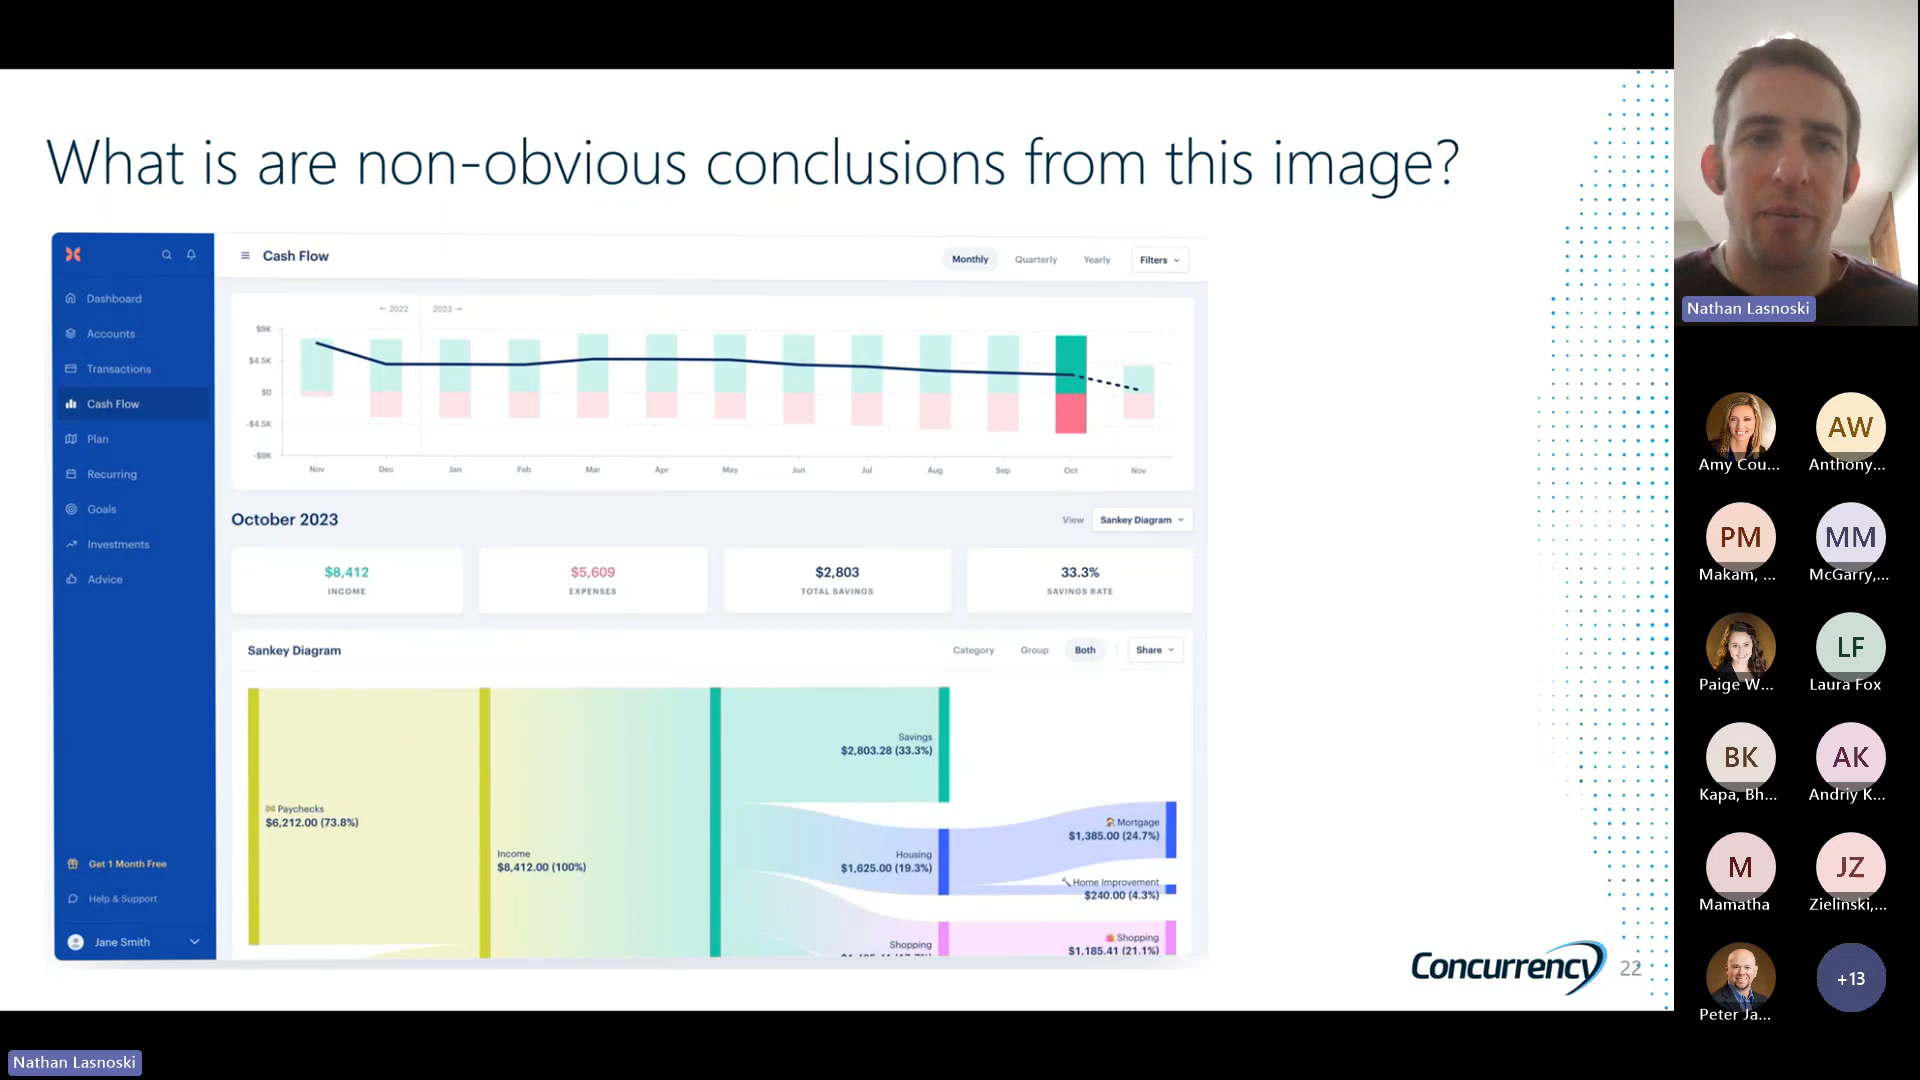 What is are non-obvious conclusions from this image?
Cash Flow
Monthly
Quarterly
Yearly
Filters
Dashboard
Accounts
Transactions
Cash Flow
Plan
Recurring
Goals
Investments
Advice
Get 1 Month Free
Help & Support
Jane Smith
← 2022
2023 →
$9K
$4.5K
$0
-$4.5K
-$9K
Nov
Dec
Jan
Feb
Mar
Apr
May
Jun
Jul
Aug
Sep
Oct
Nov
October 2023
View
Sankey Diagram
$8,412
INCOME
$5,609
EXPENSES
$2,803
TOTAL SAVINGS
33.3%
SAVINGS RATE
Sankey Diagram
Category
Group
Both
Share
Paychecks
$6,212.00 (73.8%)
Income
$8,412.00 (100%)
Savings
$2,803.28 (33.3%)
Housing
$1,625.00 (19.3%)
Mortgage
$1,385.00 (24.7%)
Home Improvement
$240.00 (4.3%)
Shopping
Shopping
$1,185.41 (21.1%)
Concurrency
22
Nathan Lasnoski
Amy Cou...
AW
Anthony...
PM
Makam, ...
MM
McGarry,...
Paige W...
LF
Laura Fox
BK
Kapa, Bh...
AK
Andriy K...
M
Mamatha
JZ
Zielinski,...
Peter Ja...
+13
Nathan Lasnoski